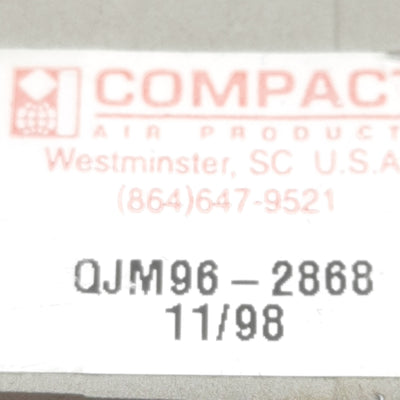 COMPACT
AIR PRODUCT
Westminster, SC U.S.A
(864)647-9521
QJM96-2868
11/98